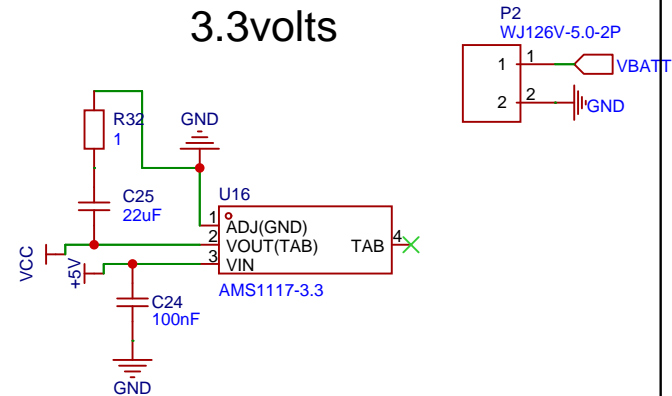 3.3volts
P2
WJ126V-5.0-2P
1
1
VBATT
2
2
GND
R32
1
GND
C25
22uF
U16
1
ADJ(GND)
2
VOUT(TAB)
TAB
4
3
VIN
VCC
+5V
AMS1117-3.3
C24
100nF
GND